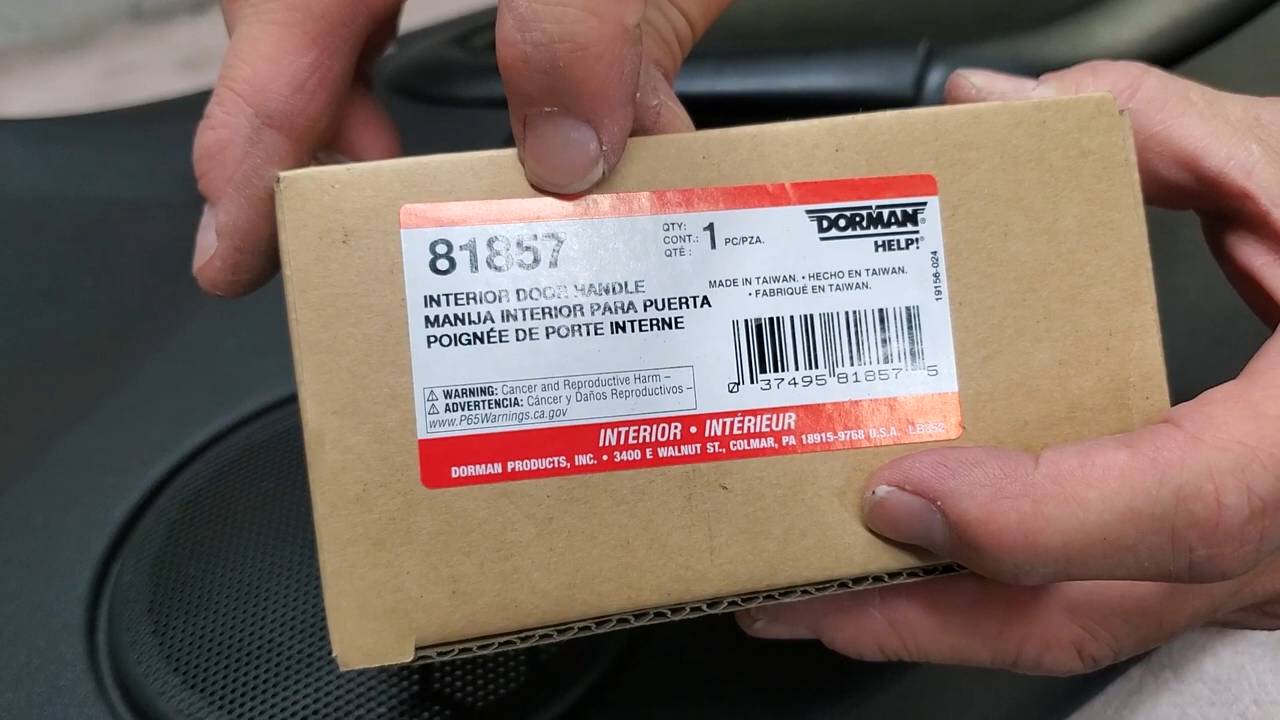 81857
QTY:
CONT.: 1 PC/PZA.
QTÉ :
DORMAN®
HELP!®
INTERIOR DOOR HANDLE
MANIJA INTERIOR PARA PUERTA
POIGNÉE DE PORTE INTERNE
MADE IN TAIWAN. • HECHO EN TAIWAN.
• FABRIQUÉ EN TAIWAN.
19156-024
0 37495 81857 5
⚠ WARNING: Cancer and Reproductive Harm –
⚠ ADVERTENCIA: Cáncer y Daños Reproductivos –
www.P65Warnings.ca.gov
INTERIOR • INTÉRIEUR
DORMAN PRODUCTS, INC. • 3400 E WALNUT ST., COLMAR, PA 18915-9768 U.S.A.